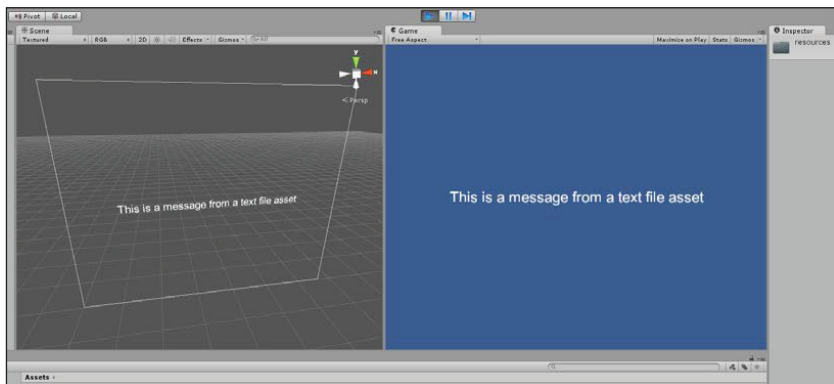 Pivot Local
Scene
Textured RGB 2D Effects Gizmos All
y
Persp
This is a message from a text file asset
Game
Free Aspect Maximize on Play Stats Gizmos
This is a message from a text file asset
Inspector
resources
Assets